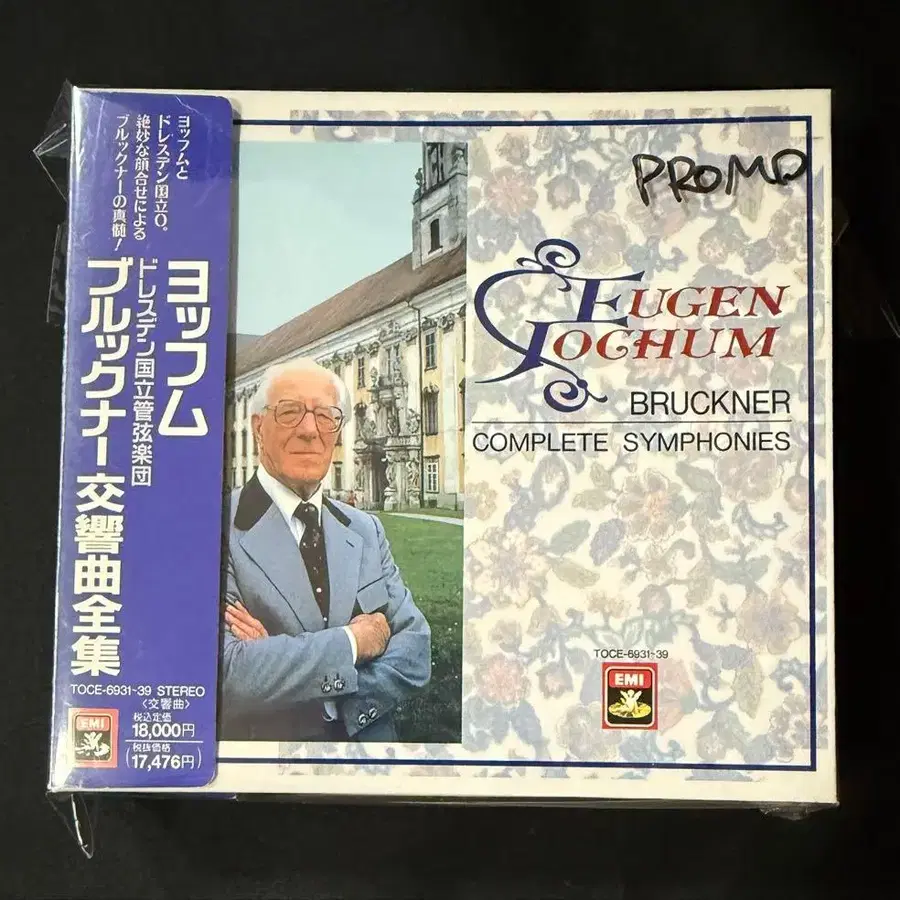 ヨッフムと
ドレスデン国立O。
絶妙な顔合せによる
ブルックナーの真髄!
ヨッフム
ドレスデン国立管弦楽団
ブルックナー交響曲全集
TOCE-6931~39 STEREO
〈交響曲〉
EMI
税込定価
18,000円
税抜価格
(17,476円)
PROMO
EUGEN
JOCHUM
BRUCKNER
COMPLETE SYMPHONIES
TOCE-6931~39
EMI